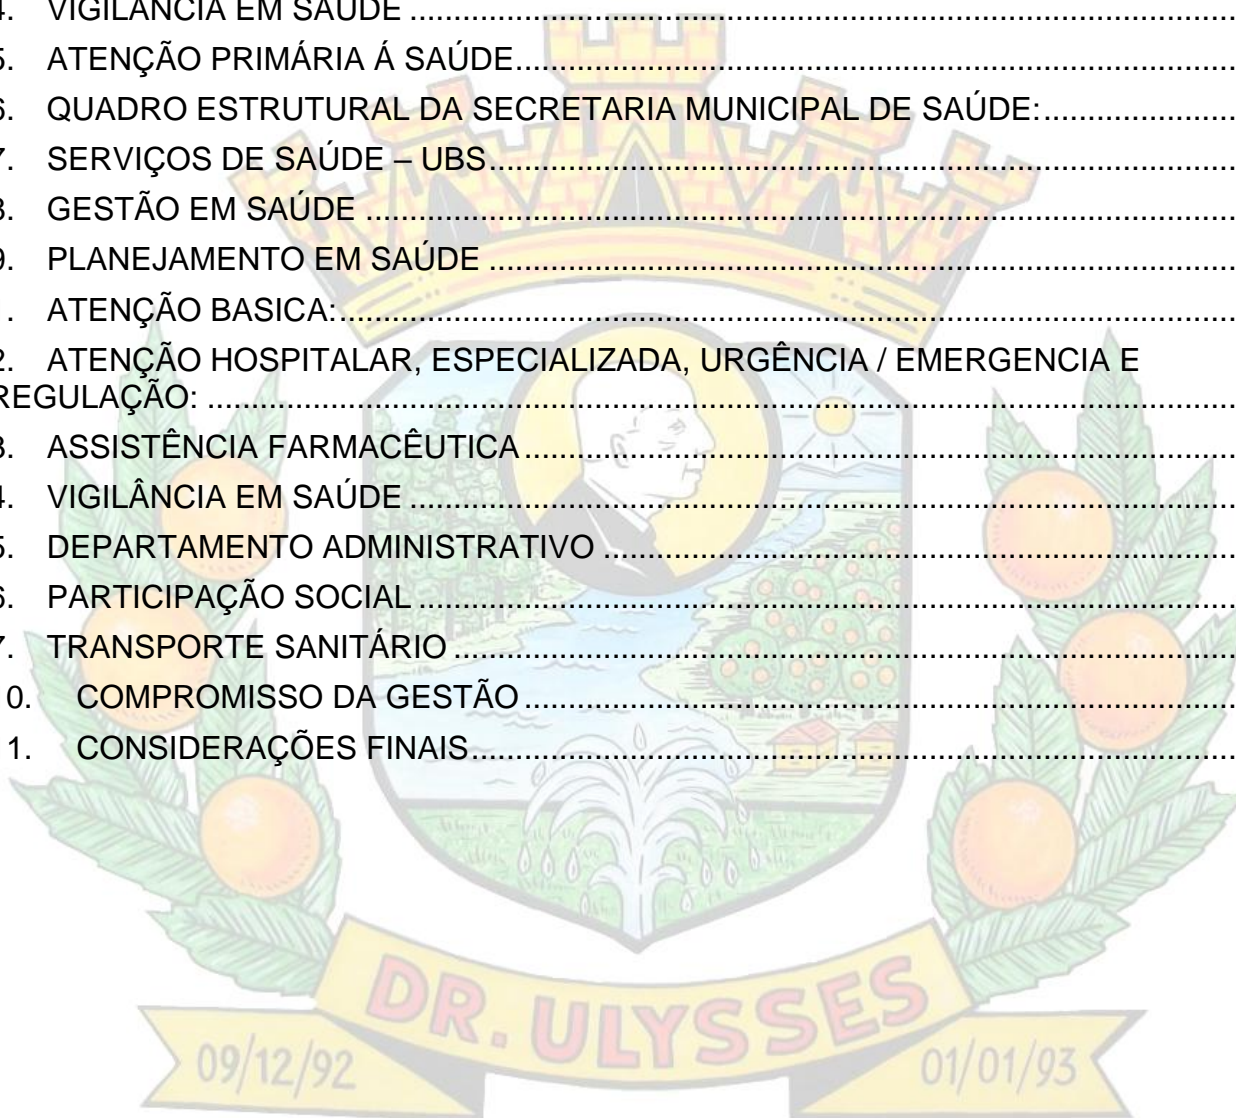 4. VIGILÂNCIA EM SAÚDE ........................................................
5. ATENÇÃO PRIMÁRIA Á SAÚDE........................................................
6. QUADRO ESTRUTURAL DA SECRETARIA MUNICIPAL DE SAÚDE:........................
7. SERVIÇOS DE SAÚDE – UBS........................................................
8. GESTÃO EM SAÚDE ........................................................
9. PLANEJAMENTO EM SAÚDE ........................................................
. ATENÇÃO BASICA:........................................................
2. ATENÇÃO HOSPITALAR, ESPECIALIZADA, URGÊNCIA / EMERGENCIA E
REGULAÇÃO: ........................................................
3. ASSISTÊNCIA FARMACÊUTICA ........................................................
4. VIGILÂNCIA EM SAÚDE ........................................................
5. DEPARTAMENTO ADMINISTRATIVO ........................................................
6. PARTICIPAÇÃO SOCIAL ........................................................
7. TRANSPORTE SANITÁRIO ........................................................
0. COMPROMISSO DA GESTÃO ........................................................
1. CONSIDERAÇÕES FINAIS........................................................
DR. ULYSSES
09/12/92 01/01/93